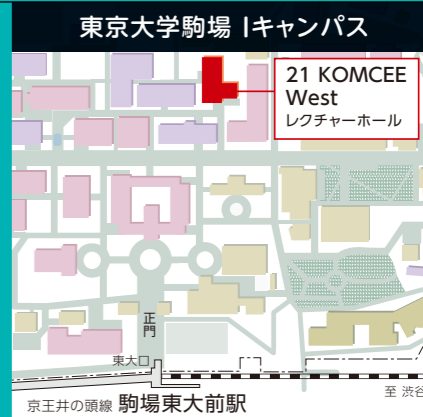 東京大学駒場 Iキャンパス
21 KOMCEE
West
レクチャーホール
正門
東大口
至 渋谷
京王井の頭線 駒場東大前駅